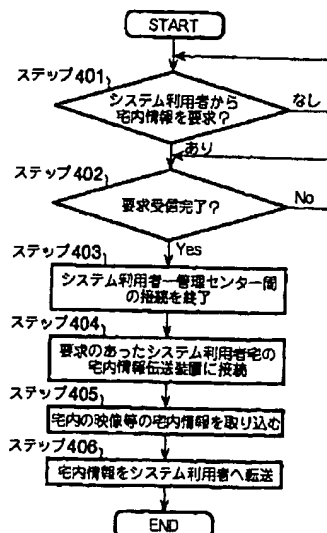 START
ステップ401
システム利用者から
宅内情報を要求？
なし
あり
ステップ402
要求受信完了？
No
Yes
ステップ403
システム利用者ー管理センター間
の接続を終了
ステップ404
要求のあったシステム利用者宅の
宅内情報伝送装置に接続
ステップ405
宅内の映像等の宅内情報を取り込む
ステップ406
宅内情報をシステム利用者へ転送
END